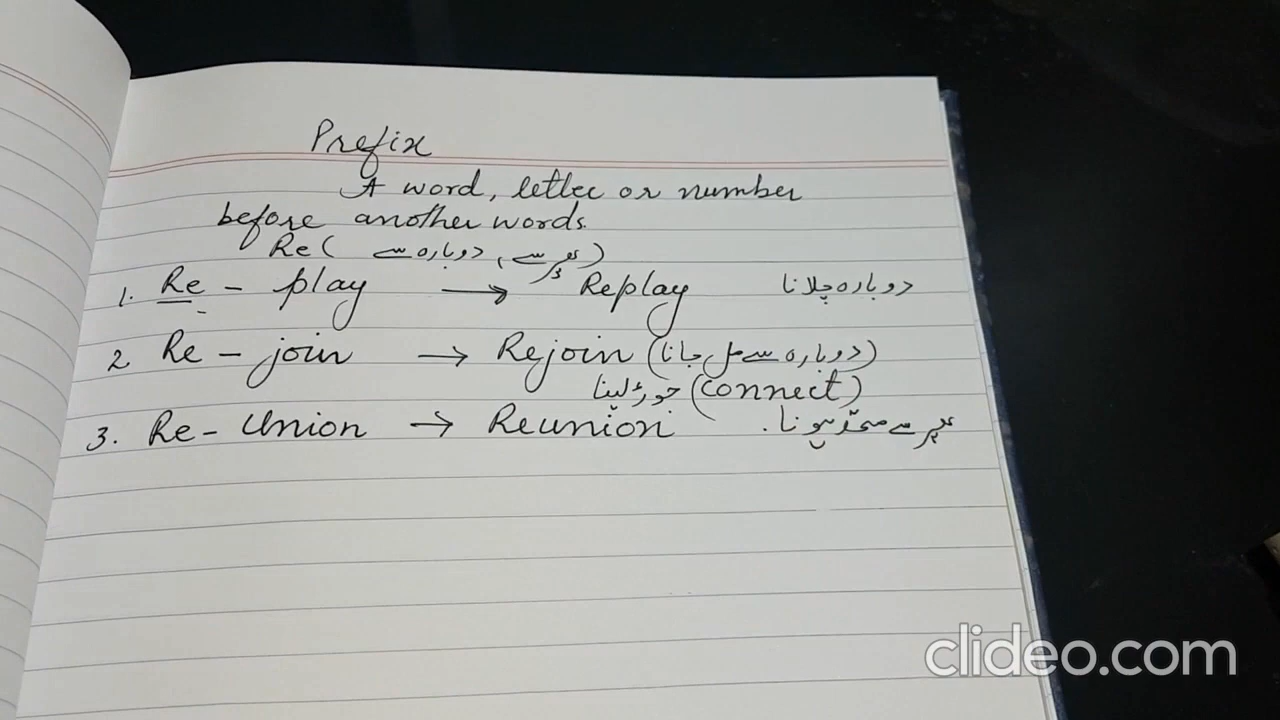 Prefix
A word, letter or number
before another words.
Re ( پھر سے, دوبارہ سے )
1. Re - play → Replay دوبارہ چلانا
2 Re - join → Rejoin (دوبارہ سے مل جانا)
جوڑ لینا (connect)
3. Re - Union → Reunion. پھر سے متحد ہونا.
clideo.com